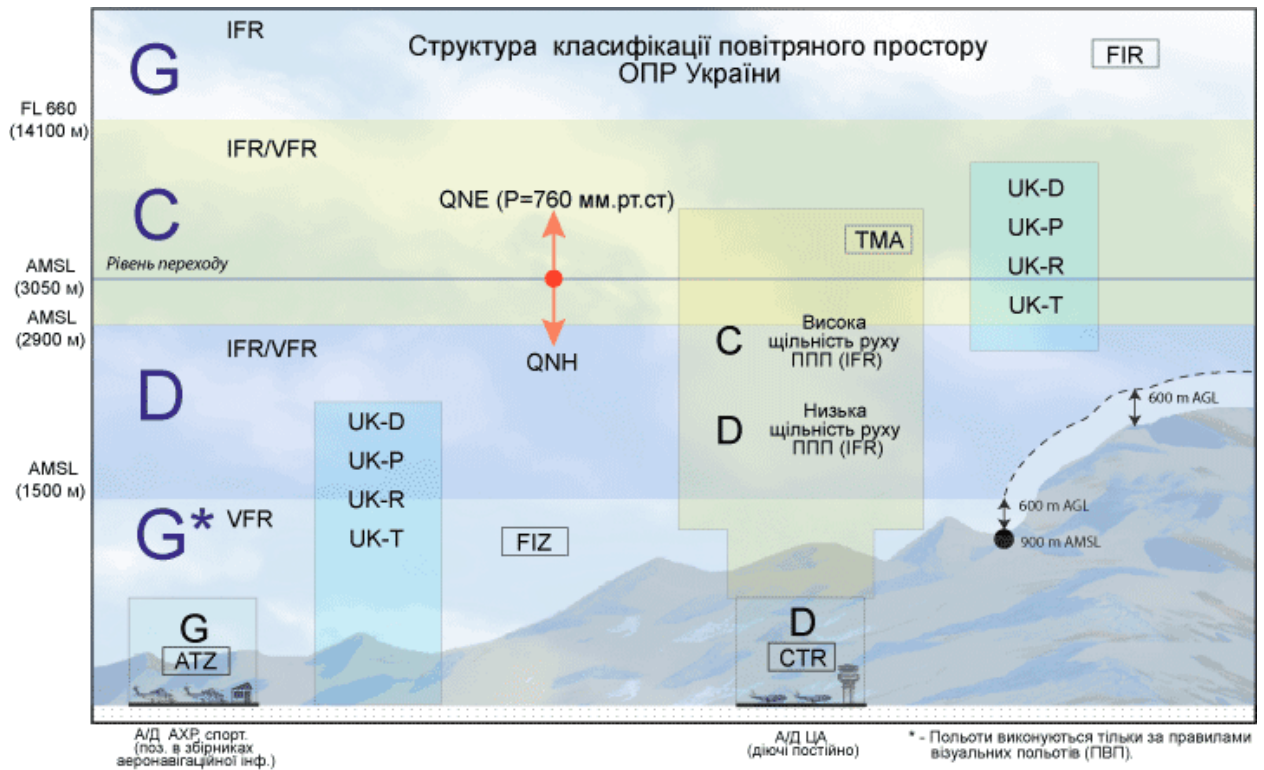 IFR
Структура класифікації повітряного простору
ОПР України
FIR
G
FL 660
(14100 м)
IFR/VFR
C
QNE (P=760 мм.рт.ст)
UK-D
UK-P
UK-R
UK-T
TMA
Рівень переходу
AMSL
(3050 м)
AMSL
(2900 м)
IFR/VFR
QNH
C
Висока
щільність руху
ППП (IFR)
D
UK-D
UK-P
UK-R
UK-T
D
Низька
щільність руху
ППП (IFR)
600 m AGL
AMSL
(1500 м)
G*
VFR
FIZ
600 m AGL
900 m AMSL
G
ATZ
D
CTR
А/Д АХР, спорт.
(поз. в збірниках
аеронавігаційної інф.)
А/Д ЦА
(діючі постійно)
* - Польоти виконуються тільки за правилами
візуальних польотів (ПВП).